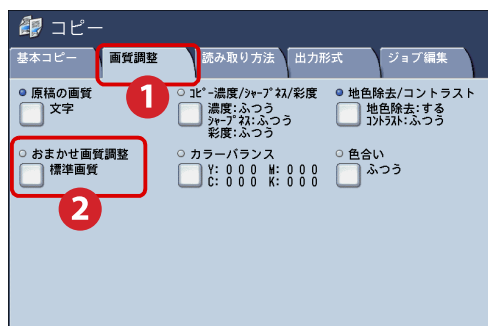 コピー
基本コピー 画質調整 読み取り方法 出力形式 ジョブ編集
原稿の画質 コピー濃度/シャープネス/彩度 地色除去/コントラスト
文字 濃度:ふつう 地色除去:する
シャープネス:ふつう コントラスト:ふつう
彩度:ふつう
1
おまかせ画質調整 カラーバランス 色合い
標準画質 Y: 0 0 0 M: 0 0 0 ふつう
C: 0 0 0 K: 0 0 0
2